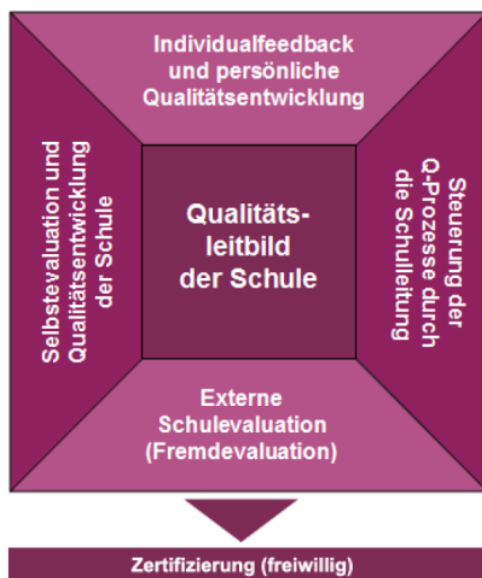 Individualfeedback
und persönliche
Qualitätsentwicklung
Selbstevaluation und
Qualitätsentwicklung
der Schule
Qualitäts-
leitbild
der Schule
Steuerung der
Q-Prozesse durch
die Schulleitung
Externe
Schulevaluation
(Fremdevaluation)
Zertifizierung (freiwillig)